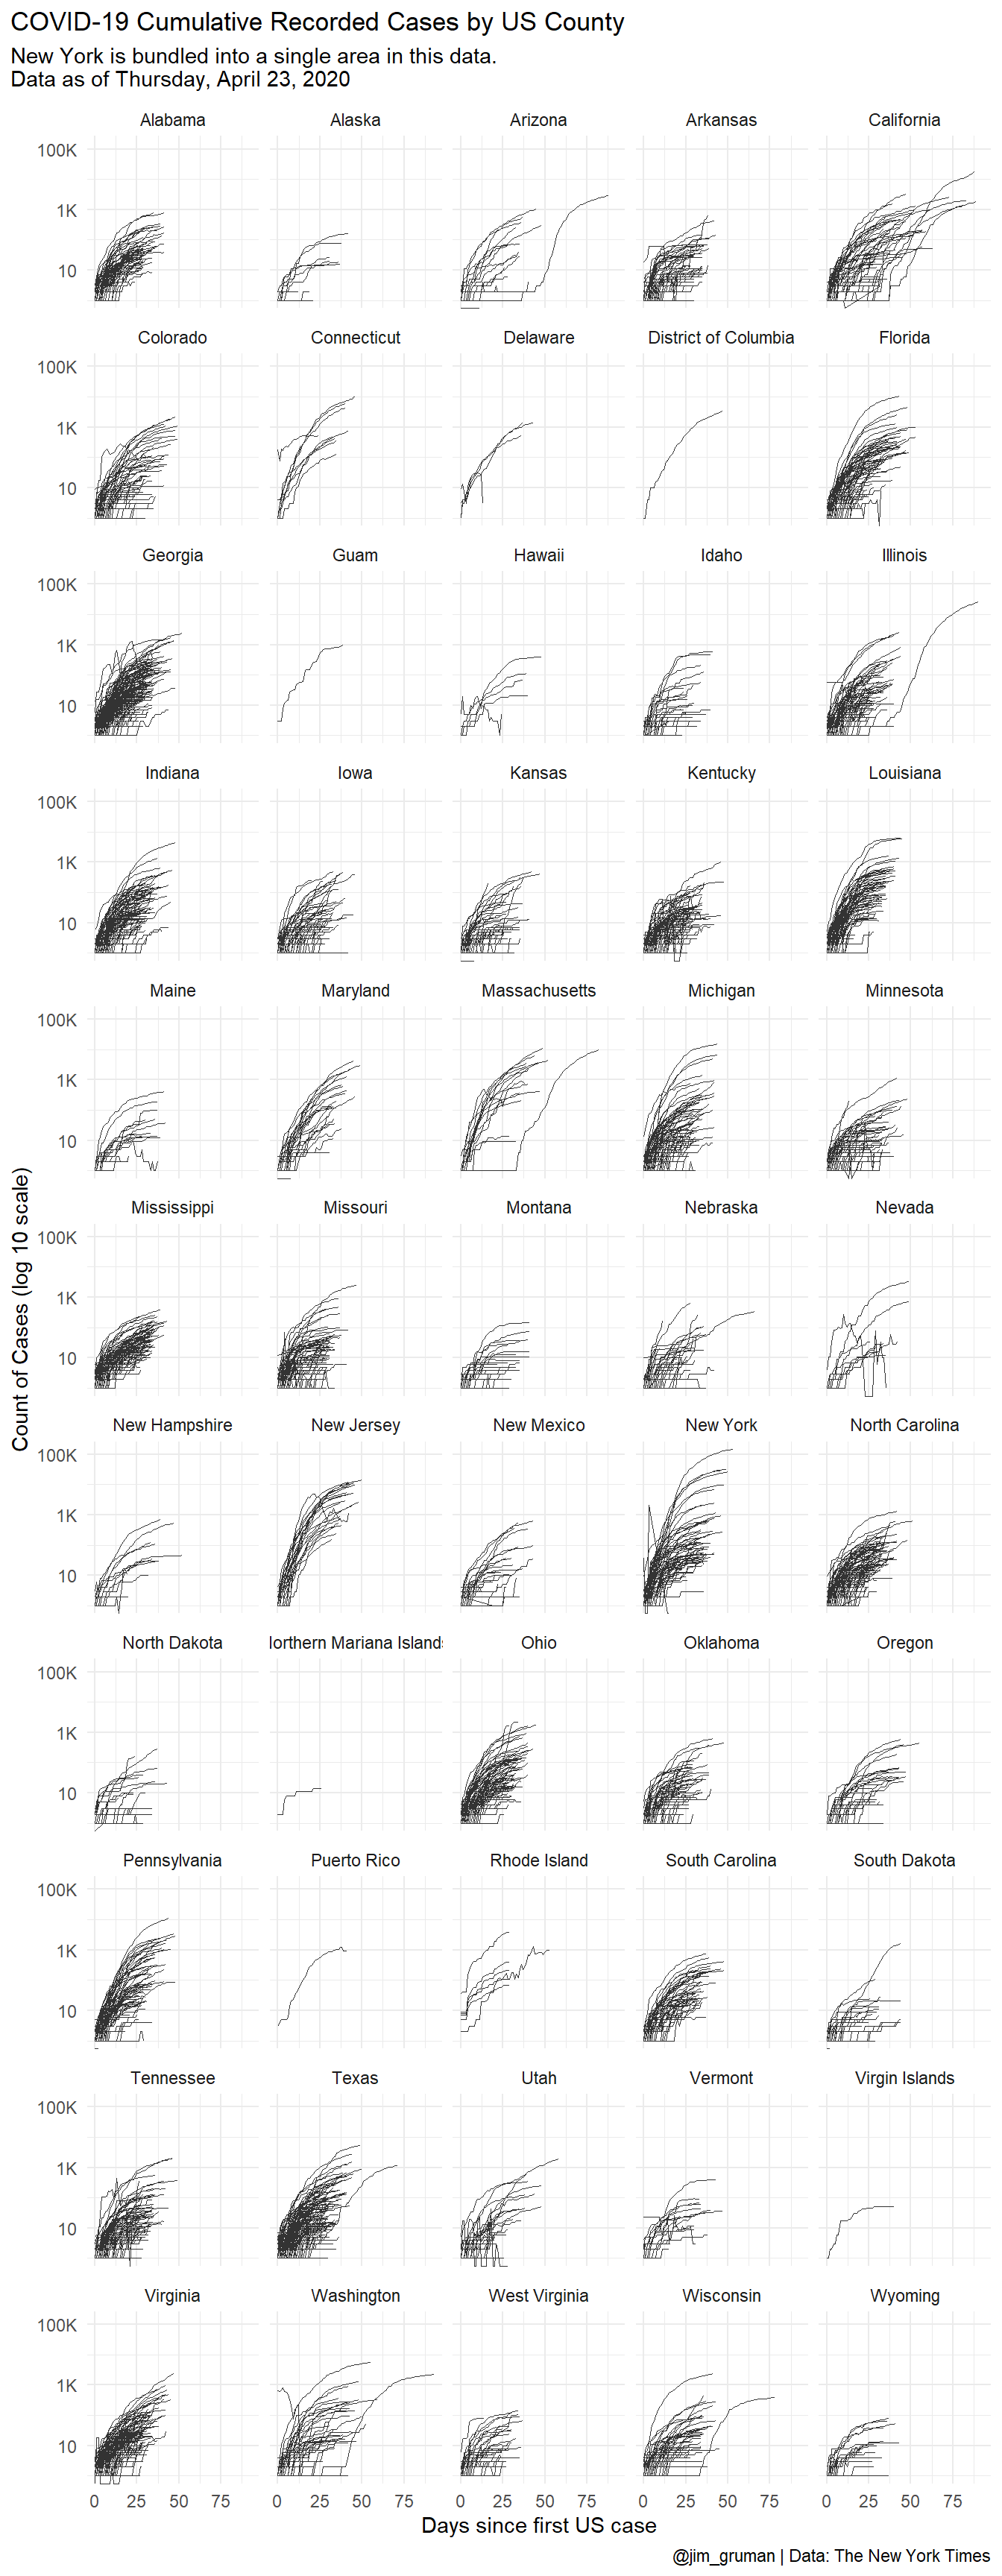 COVID-19 Cumulative Recorded Cases by US County
New York is bundled into a single area in this data.
Data as of Thursday, April 23, 2020
Alabama Alaska Arizona Arkansas California
100K
1K
10
Colorado Connecticut Delaware District of Columbia Florida
100K
1K
10
Georgia Guam Hawaii Idaho Illinois
100K
1K
10
Indiana Iowa Kansas Kentucky Louisiana
100K
1K
10
Maine Maryland Massachusetts Michigan Minnesota
100K
1K
10
Count of Cases (log 10 scale)
Mississippi Missouri Montana Nebraska Nevada
100K
1K
10
New Hampshire New Jersey New Mexico New York North Carolina
100K
1K
10
North Dakota lorthern Mariana Islands Ohio Oklahoma Oregon
100K
1K
10
Pennsylvania Puerto Rico Rhode Island South Carolina South Dakota
100K
1K
10
Tennessee Texas Utah Vermont Virgin Islands
100K
1K
10
Virginia Washington West Virginia Wisconsin Wyoming
100K
1K
10
0 25 50 75 0 25 50 75 0 25 50 75 0 25 50 75 0 25 50 75
Days since first US case
@jim_gruman | Data: The New York Times